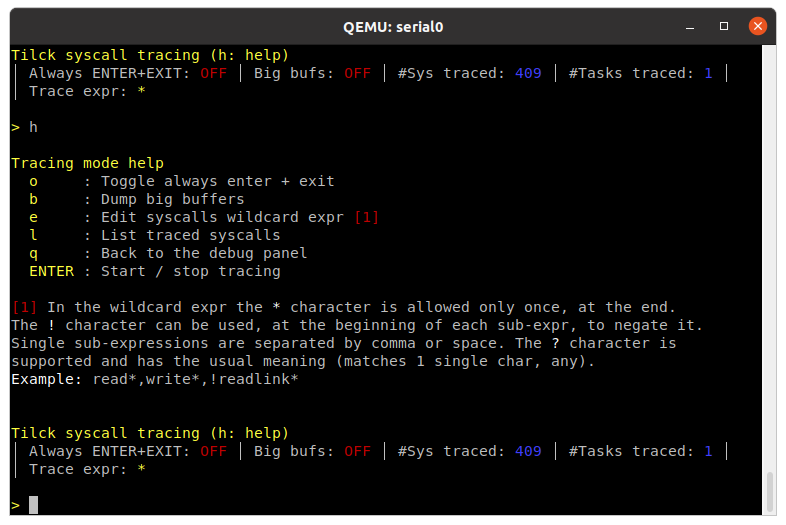 QEMU: serial0
Tilck syscall tracing (h: help)
│ Always ENTER+EXIT: OFF │ Big bufs: OFF │ #Sys traced: 409 │ #Tasks traced: 1 │
│ Trace expr: *
> h
Tracing mode help
o : Toggle always enter + exit
b : Dump big buffers
e : Edit syscalls wildcard expr [1]
l : List traced syscalls
q : Back to the debug panel
ENTER : Start / stop tracing
[1] In the wildcard expr the * character is allowed only once, at the end.
The ! character can be used, at the beginning of each sub-expr, to negate it.
Single sub-expressions are separated by comma or space. The ? character is
supported and has the usual meaning (matches 1 single char, any).
Example: read*,write*,!readlink*
Tilck syscall tracing (h: help)
│ Always ENTER+EXIT: OFF │ Big bufs: OFF │ #Sys traced: 409 │ #Tasks traced: 1 │
│ Trace expr: *
>